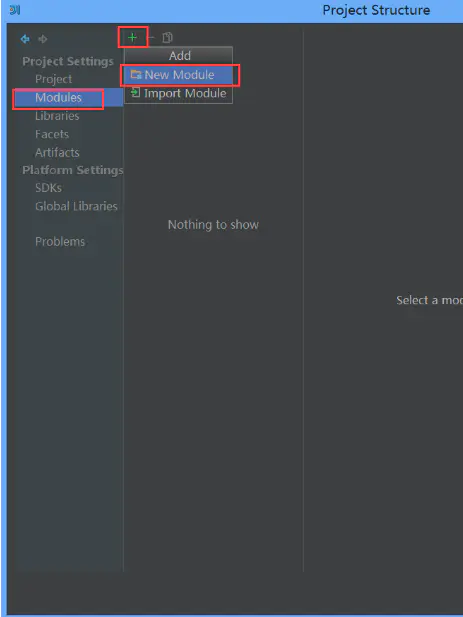 Project Structure
Project Settings
Project
Modules
Libraries
Facets
Artifacts
Platform Settings
SDKs
Global Libraries
Problems
Add
New Module
Import Module
Nothing to show
Select a mod